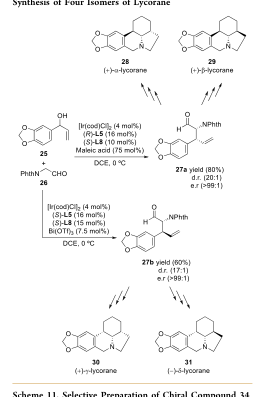 Synthesis of Four Isomers of Lycorane
O
O
N
28
(+)-α-lycorane
O
O
N
29
(+)-β-lycorane
OH
O
O
25
+
PhthN
CHO
26
[Ir(cod)Cl]2 (4 mol%)
(R)-L5 (16 mol%)
(S)-L8 (10 mol%)
Maleic acid (75 mol%)
DCE, 0 ºC
O
H
NPhth
O
O
27a yield (80%)
d.r. (20:1)
e.r (>99:1)
[Ir(cod)Cl]2 (4 mol%)
(S)-L5 (16 mol%)
(S)-L8 (15 mol%)
Bi(OTf)3 (7.5 mol%)
DCE, 0 ºC
O
H
NPhth
O
O
27b yield (60%)
d.r. (17:1)
e.r (>99:1)
O
O
N
30
(+)-γ-lycorane
O
O
N
31
(−)-δ-lycorane
Scheme 11. Selective Preparation of Chiral Compound 34